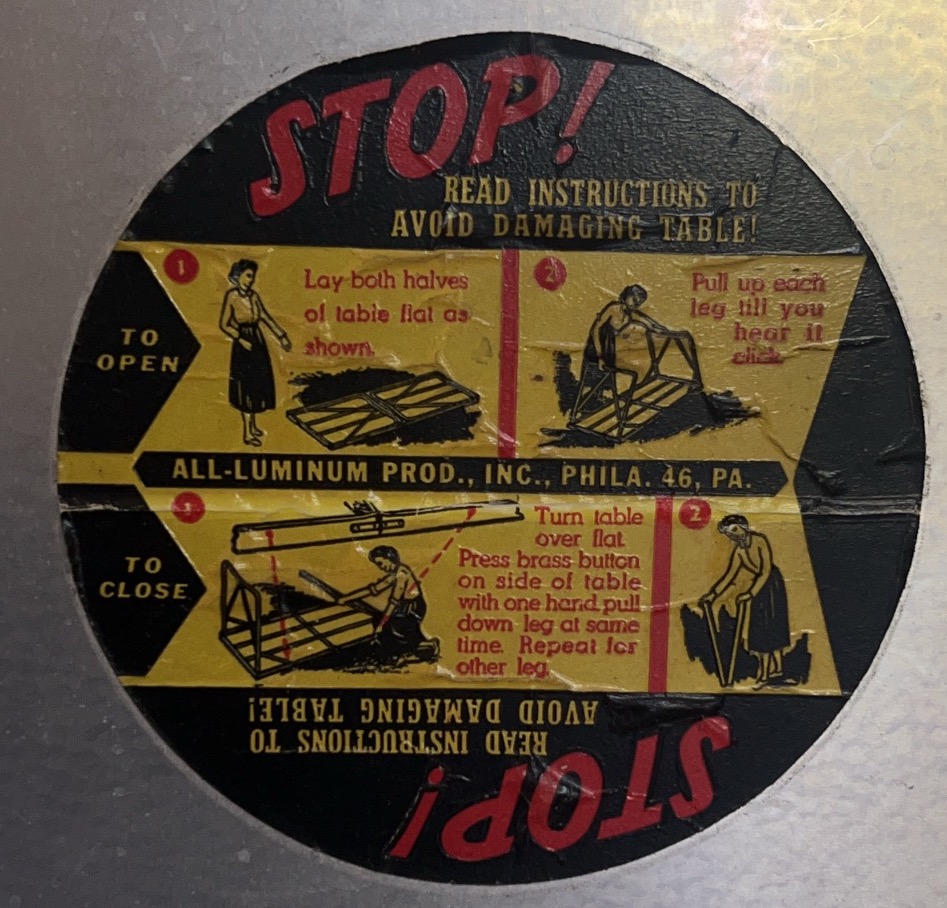 STOP!
READ INSTRUCTIONS TO
AVOID DAMAGING TABLE!
TO
OPEN
1
Lay both halves
of table flat as
shown.
2
Pull up each
leg till you
hear it
click.
ALL-LUMINUM PROD., INC., PHILA. 46, PA.
TO
CLOSE
1
Turn table
over flat
Press brass button
on side of table
with one hand pull
down leg at same
time. Repeat for
other leg.
2
STOP!
READ INSTRUCTIONS TO
AVOID DAMAGING TABLE!